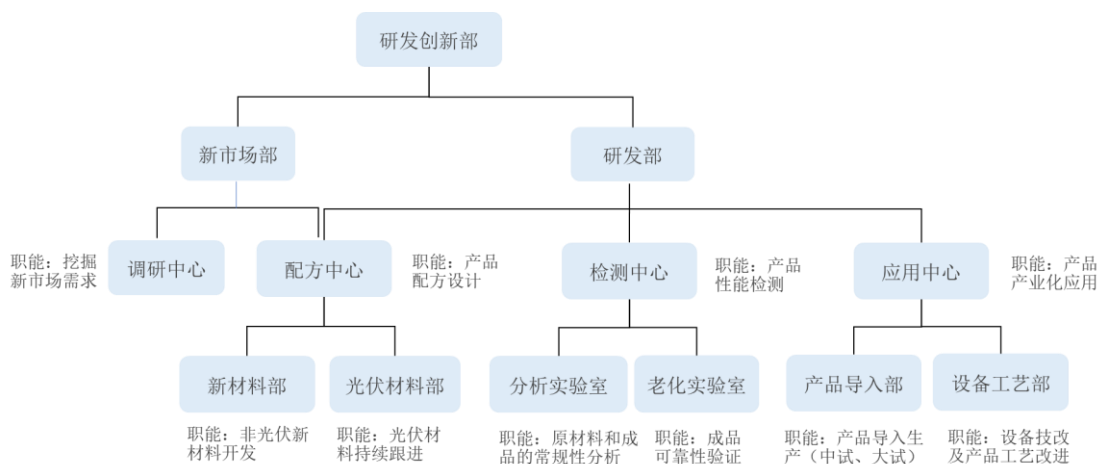 研发创新部
新市场部
研发部
职能：挖掘
新市场需求
调研中心
配方中心
职能：产品
配方设计
检测中心
职能：产品
性能检测
应用中心
职能：产品
产业化应用
新材料部
光伏材料部
分析实验室
老化实验室
产品导入部
设备工艺部
职能：非光伏新
材料开发
职能：光伏材
料持续跟进
职能：原材料和成
品的常规性分析
职能：成品
可靠性验证
职能：产品导入生
产（中试、大试）
职能：设备技改
及产品工艺改进